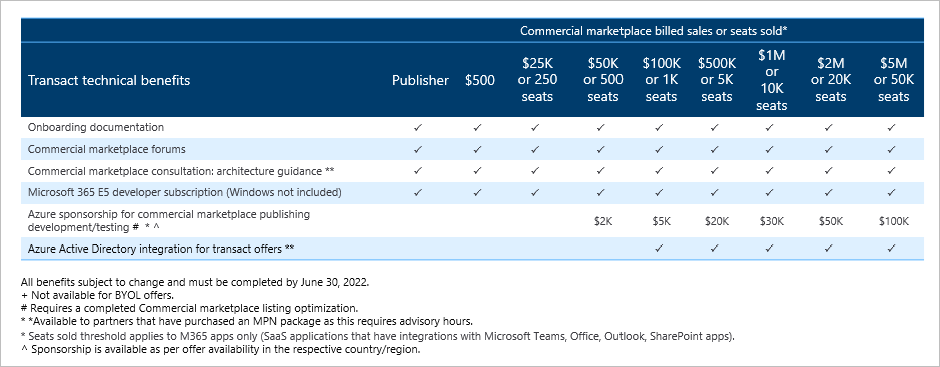 Commercial marketplace billed sales or seats sold*
Transact technical benefits Publisher $500 $25K or 250 seats $50K or 500 seats $100K or 1K seats $500K or 5K seats $1M or 10K seats $2M or 20K seats $5M or 50K seats
Onboarding documentation ✓ ✓ ✓ ✓ ✓ ✓ ✓ ✓ ✓
Commercial marketplace forums ✓ ✓ ✓ ✓ ✓ ✓ ✓ ✓ ✓
Commercial marketplace consultation: architecture guidance ** ✓ ✓ ✓ ✓ ✓ ✓ ✓ ✓ ✓
Microsoft 365 E5 developer subscription (Windows not included) ✓ ✓ ✓ ✓ ✓ ✓ ✓ ✓ ✓
Azure sponsorship for commercial marketplace publishing
development/testing # * ^ $2K $5K $20K $30K $50K $100K
Azure Active Directory integration for transact offers ** ✓ ✓ ✓ ✓ ✓
All benefits subject to change and must be completed by June 30, 2022.
+ Not available for BYOL offers.
# Requires a completed Commercial marketplace listing optimization.
* *Available to partners that have purchased an MPN package as this requires advisory hours.
* Seats sold threshold applies to M365 apps only (SaaS applications that have integrations with Microsoft Teams, Office, Outlook, SharePoint apps).
^ Sponsorship is available as per offer availability in the respective country/region.